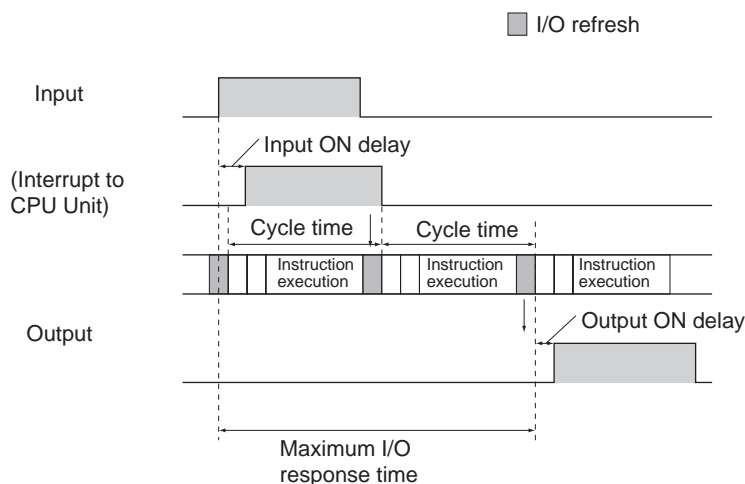 I/O refresh
Input
Input ON delay
(Interrupt to
CPU Unit)
Cycle time
Cycle time
Instruction
execution
Instruction
execution
Instruction
execution
Output
Output ON delay
Maximum I/O
response time